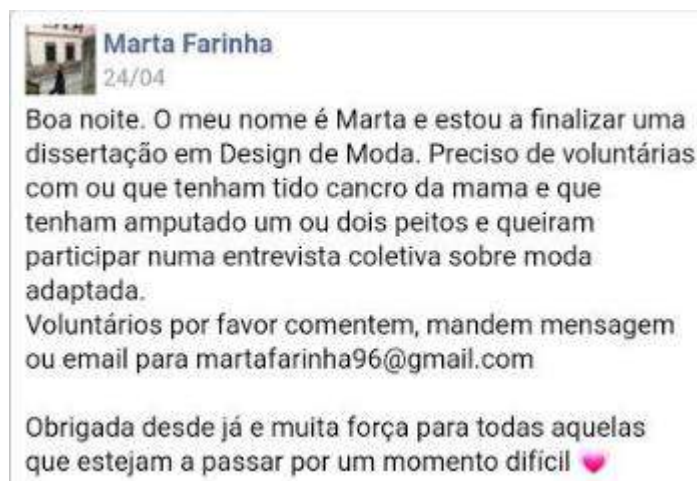 Marta Farinha
24/04
Boa noite. O meu nome é Marta e estou a finalizar uma
dissertação em Design de Moda. Preciso de voluntárias
com ou que tenham tido cancro da mama e que
tenham amputado um ou dois peitos e queiram
participar numa entrevista coletiva sobre moda
adaptada.
Voluntários por favor comentem, mandem mensagem
ou email para martafarinha96@gmail.com
Obrigada desde já e muita força para todas aquelas
que estejam a passar por um momento difícil 💗